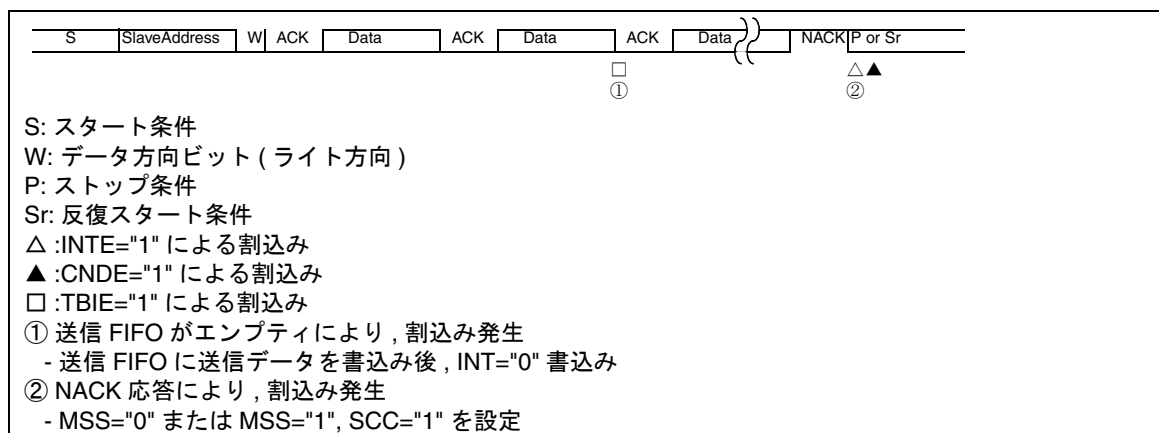 S SlaveAddress W ACK Data ACK Data ACK Data NACK P or Sr
□ △▲
① ②
S: スタート条件
W: データ方向ビット ( ライト方向 )
P: ストップ条件
Sr: 反復スタート条件
△ :INTE="1" による割込み
▲ :CNDE="1" による割込み
□ :TBIE="1" による割込み
① 送信 FIFO がエンプティにより , 割込み発生
- 送信 FIFO に送信データを書込み後 , INT="0" 書込み
② NACK 応答により , 割込み発生
- MSS="0" または MSS="1", SCC="1" を設定